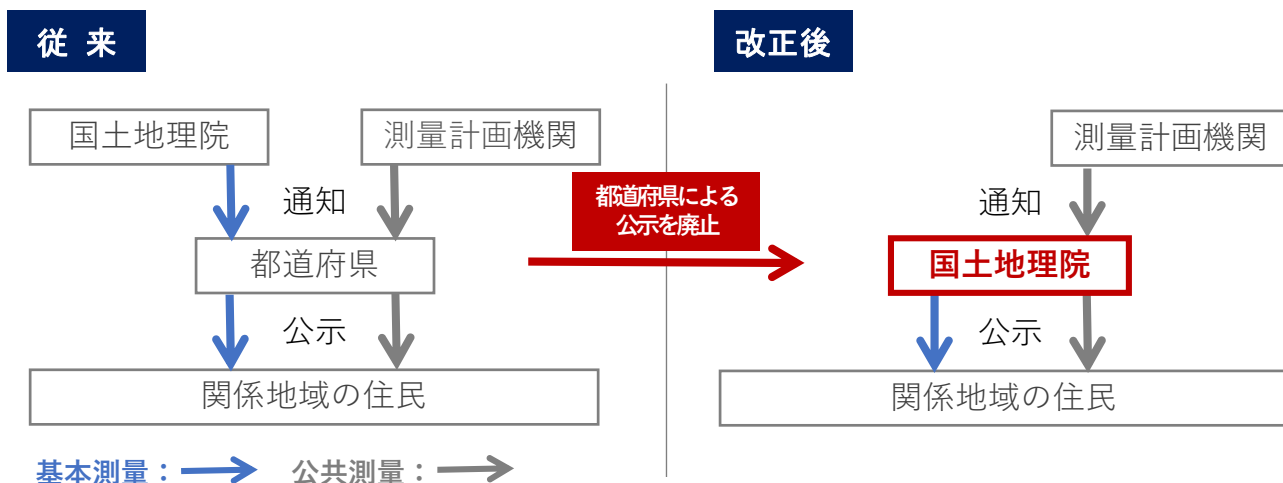 従 来
国土地理院
測量計画機関
通知
都道府県
公示
関係地域の住民
基本測量：
公共測量：
都道府県による
公示を廃止
改正後
測量計画機関
通知
国土地理院
公示
関係地域の住民